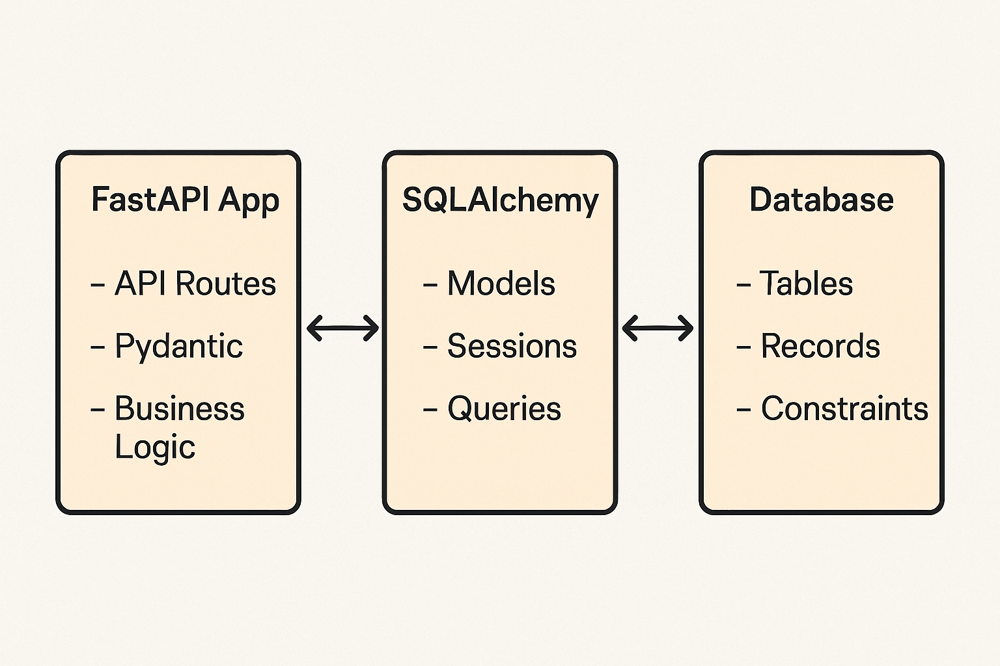 FastAPI App
– API Routes
– Pydantic
– Business
Logic
SQLAlchemy
– Models
– Sessions
– Queries
Database
– Tables
– Records
– Constraints